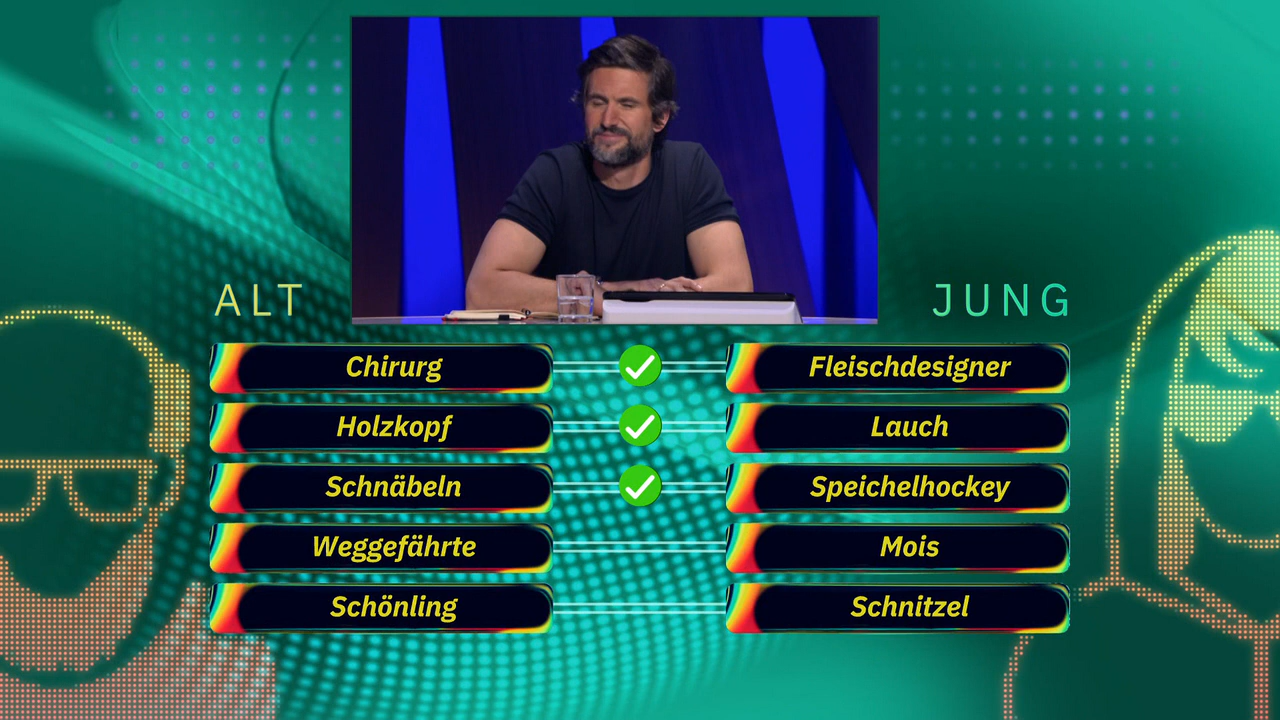 ALT
JUNG
Chirurg Fleischdesigner
Holzkopf Lauch
Schnäbeln Speichelhockey
Weggefährte Mois
Schönling Schnitzel